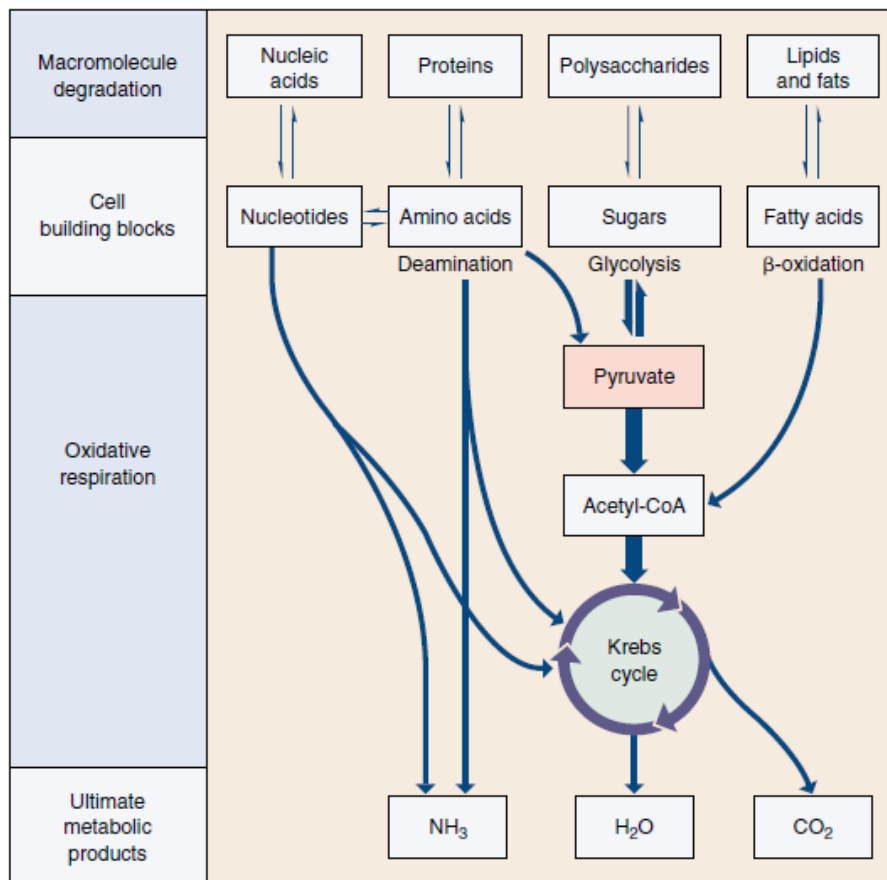 Macromolecule
degradation
Nucleic
acids
Proteins
Polysaccharides
Lipids
and fats
Cell
building blocks
Nucleotides
Amino acids
Sugars
Fatty acids
Deamination
Glycolysis
β-oxidation
Oxidative
respiration
Pyruvate
Acetyl-CoA
Krebs
cycle
Ultimate
metabolic
products
NH₃
H₂O
CO₂